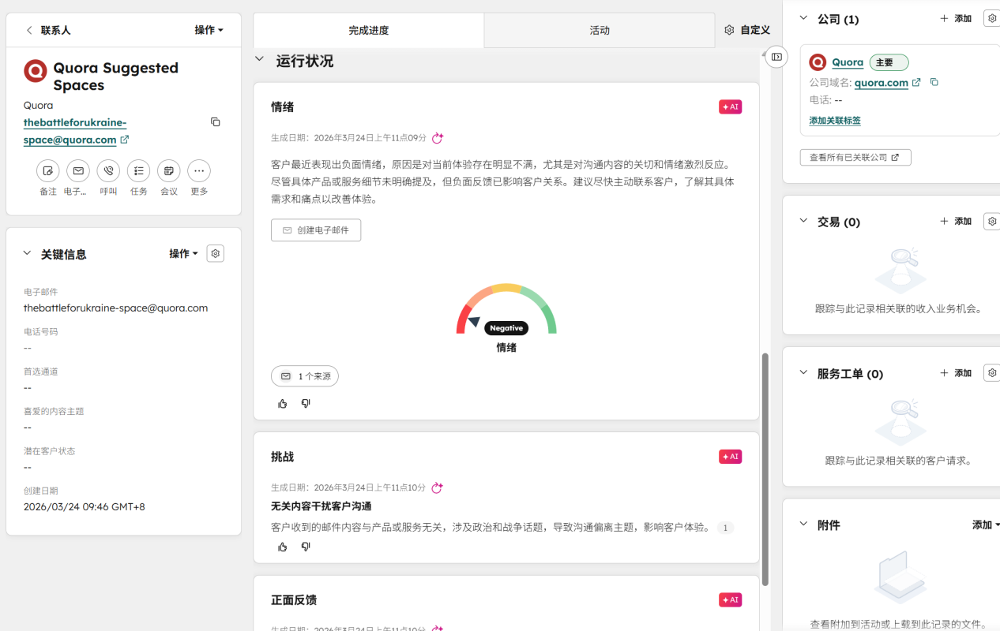 联系人
操作
Quora Suggested
Spaces
Quora
thebattleforukraine-
space@quora.com
备注
电子...
呼叫
任务
会议
更多
关键信息
操作
电子邮件
thebattleforukraine-space@quora.com
电话号码
--
首选通道
--
喜爱的内容主题
--
潜在客户状态
--
创建日期
2026/03/24 09:46 GMT+8
完成进度
活动
自定义
运行状况
情绪
AI
生成日期：2026年3月24日上午11点09分
客户最近表现出负面情绪，原因是对当前体验存在明显不满，尤其是对沟通内容的关切和情绪激烈反应。
尽管具体产品或服务细节未明确提及，但负面反馈已影响客户关系。建议尽快主动联系客户，了解其具体
需求和痛点以改善体验。
创建电子邮件
Negative
情绪
1 个来源
挑战
AI
生成日期：2026年3月24日上午11点10分
无关内容干扰客户沟通
客户收到的邮件内容与产品或服务无关，涉及政治和战争话题，导致沟通偏离主题，影响客户体验。 1
正面反馈
AI
生成日期：2026年3月24日上午11点10分
公司 (1)
添加
Quora
主要
公司域名: quora.com
电话: --
添加关联标签
查看所有已关联公司
交易 (0)
添加
跟踪与此记录相关联的收入业务机会。
服务工单 (0)
添加
跟踪与此记录相关联的客户请求。
附件
添加
查看附加到活动或上载到此记录的文件。